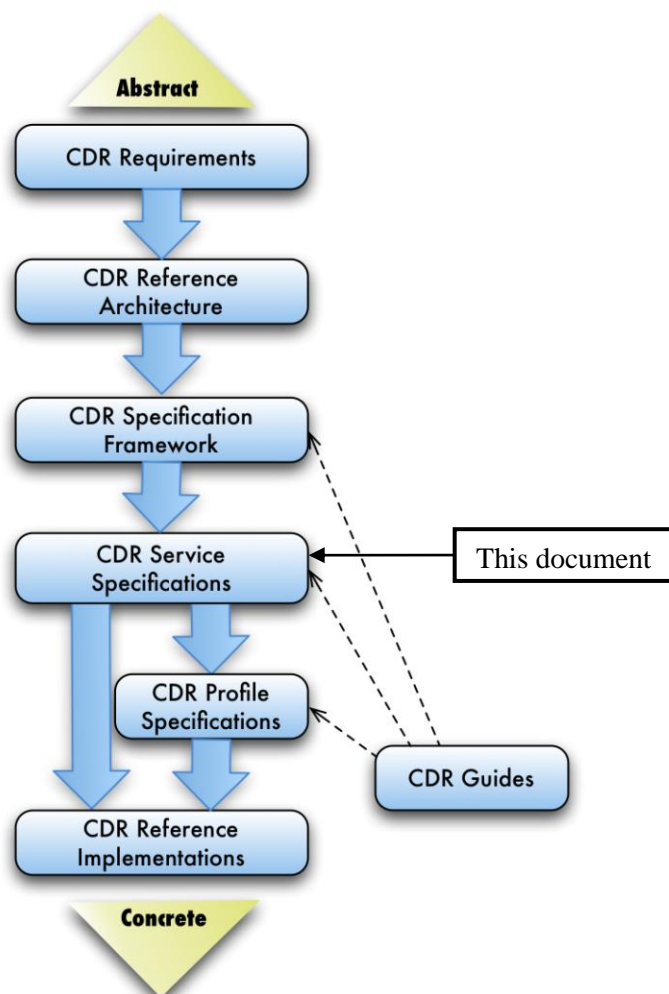 Abstract
CDR Requirements
CDR Reference
Architecture
CDR Specification
Framework
CDR Service
Specifications
This document
CDR Profile
Specifications
CDR Guides
CDR Reference
Implementations
Concrete